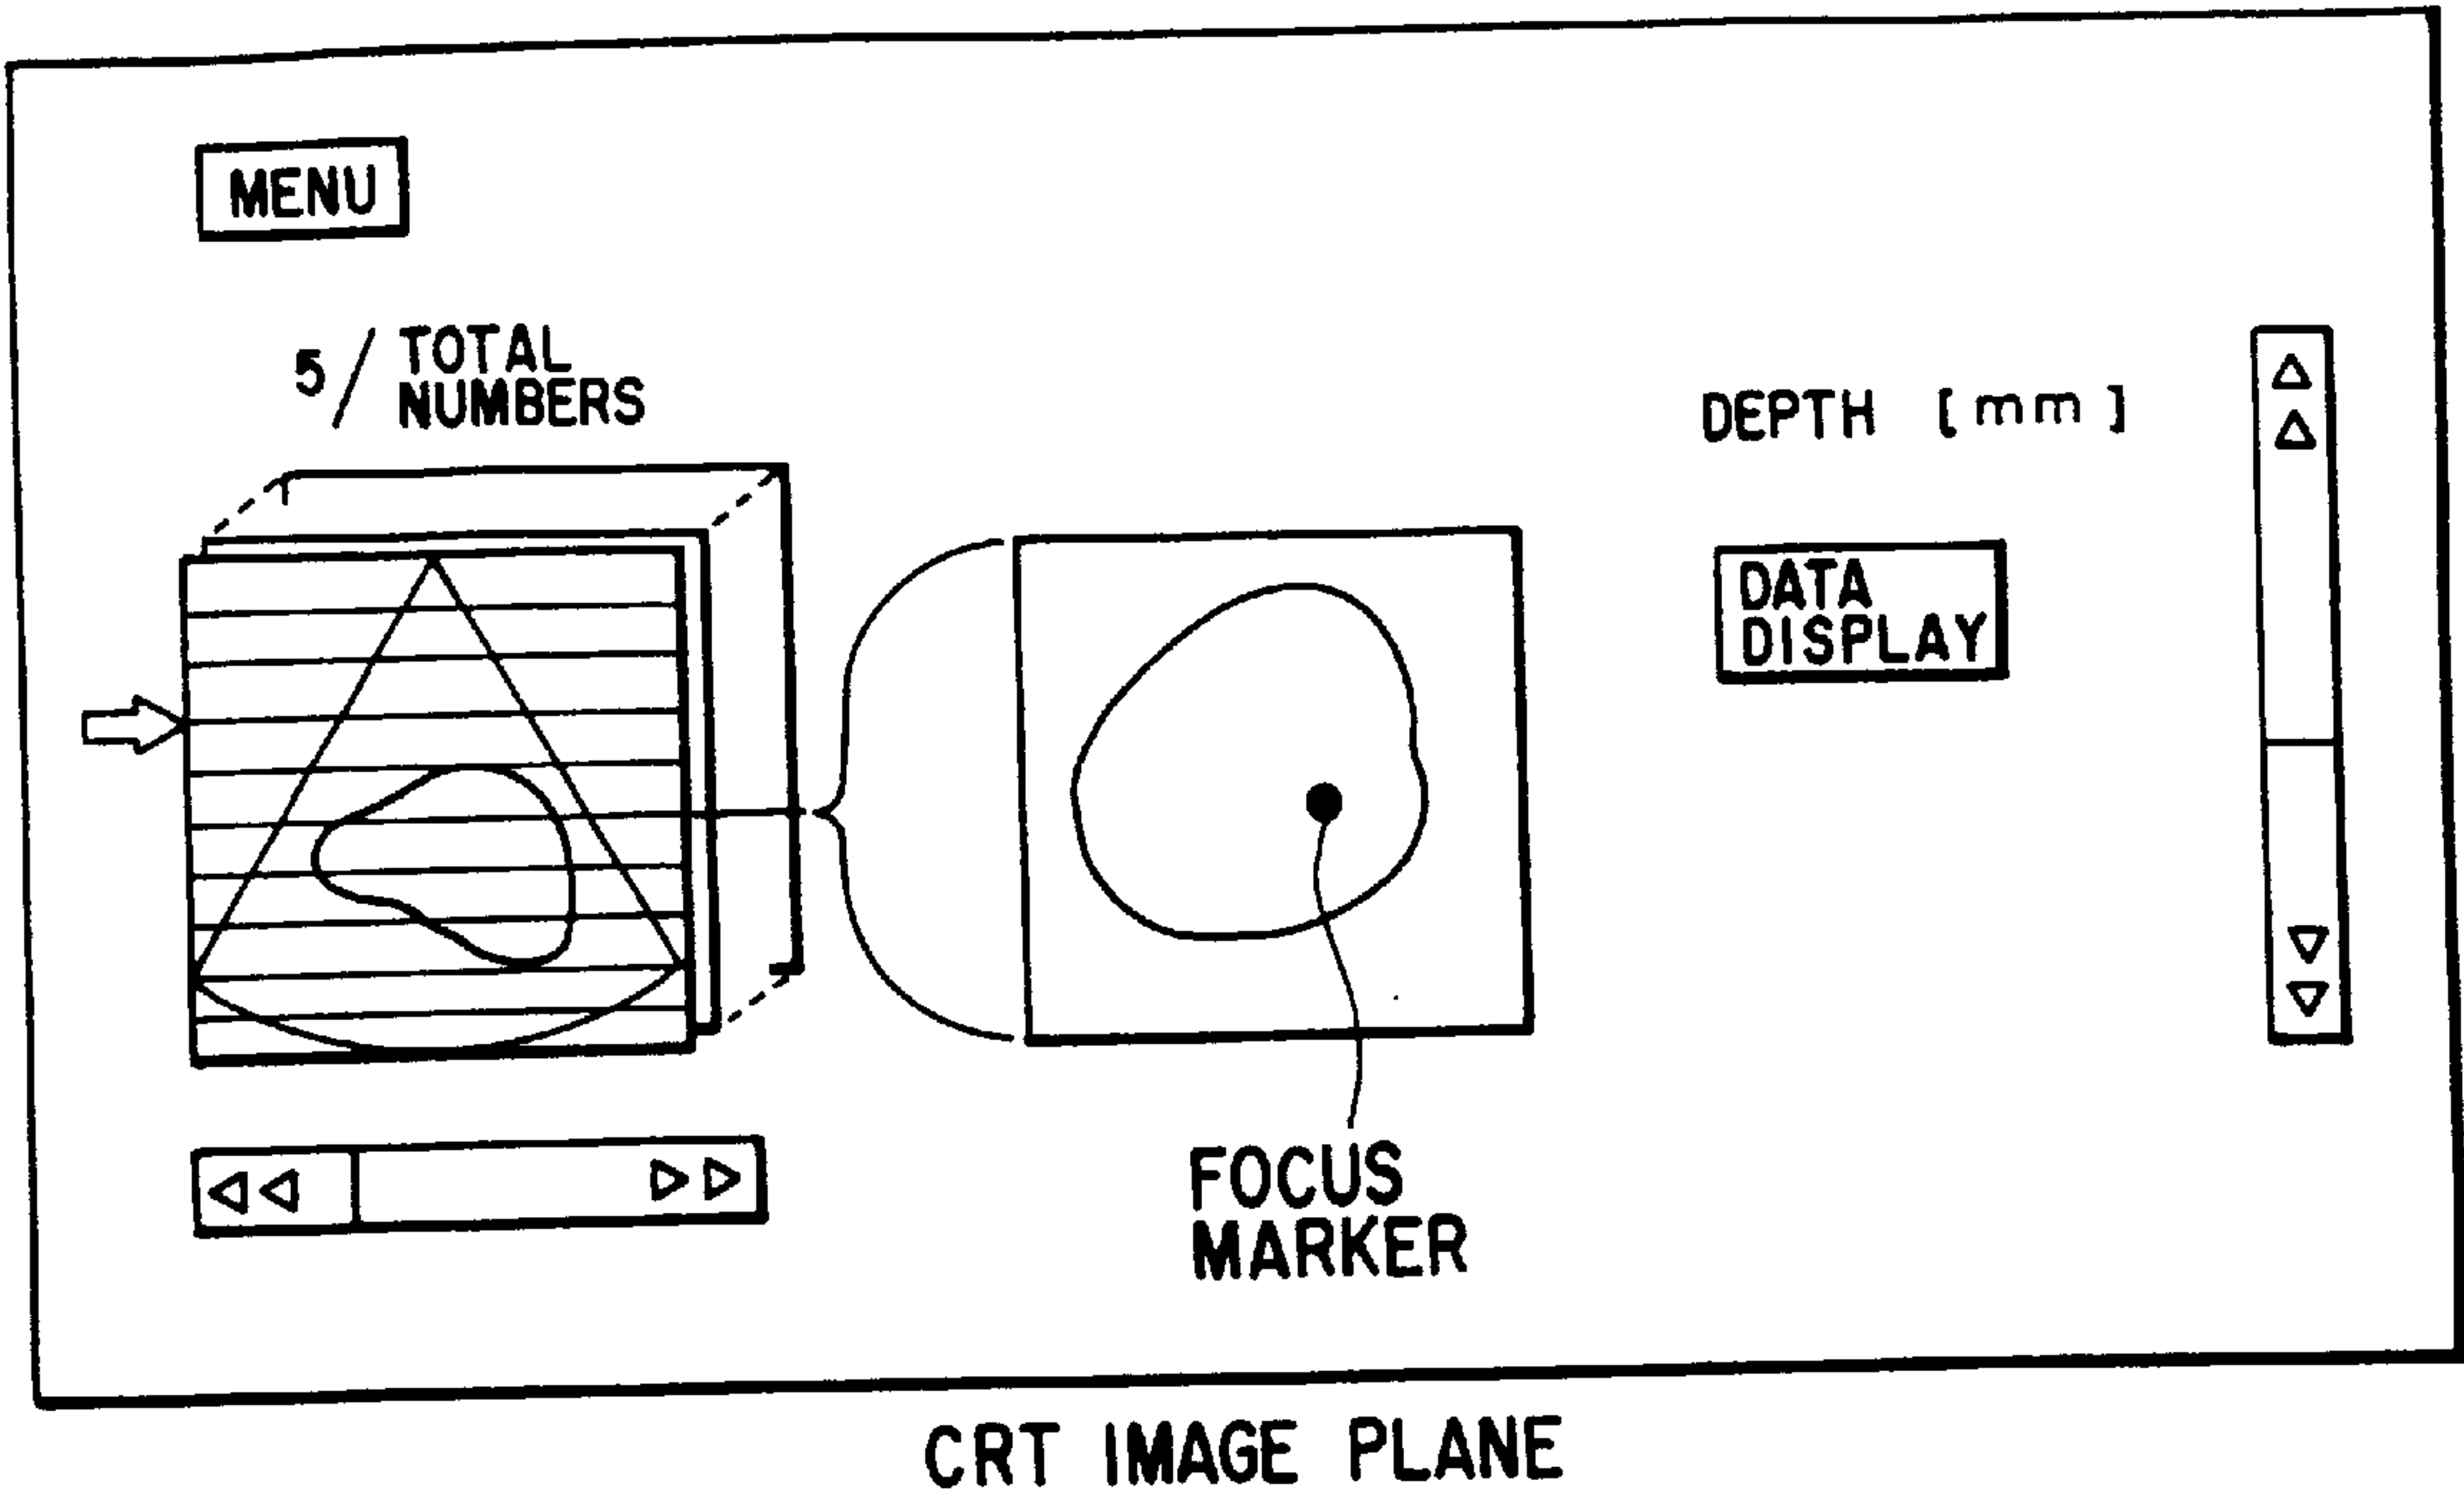 MENU
5/ TOTAL
NUMBERS
DEPTH [mm]
DATA
DISPLAY
FOCUS
MARKER
CRT IMAGE PLANE